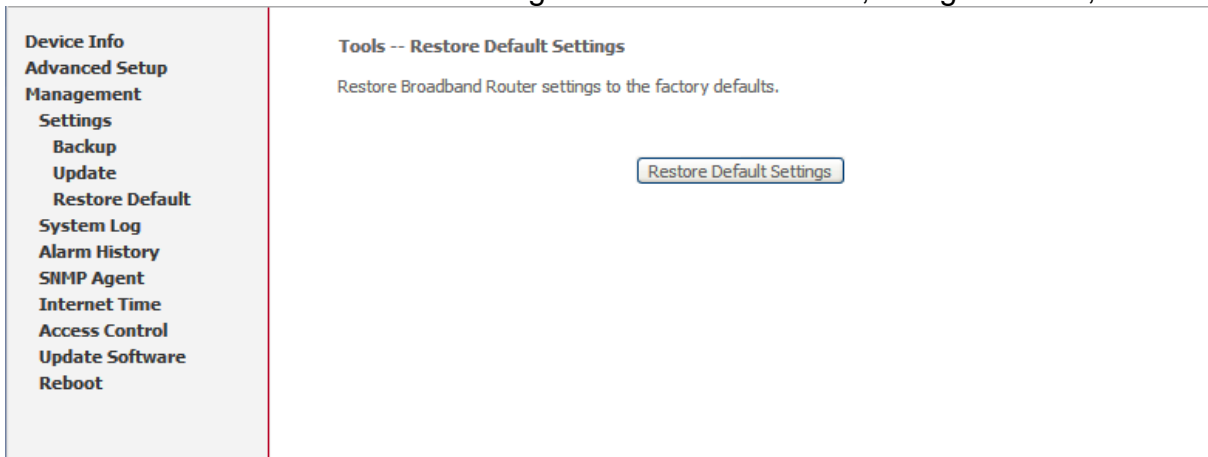 Device Info
Advanced Setup
Management
Settings
Backup
Update
Restore Default
System Log
Alarm History
SNMP Agent
Internet Time
Access Control
Update Software
Reboot
Tools -- Restore Default Settings
Restore Broadband Router settings to the factory defaults.
Restore Default Settings